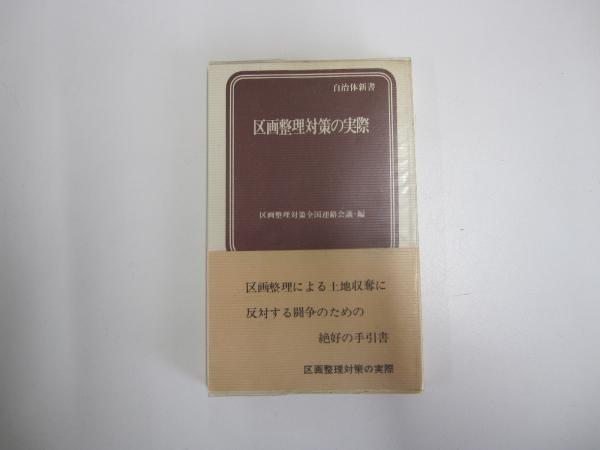 自治体新書
区画整理対策の実際
区画整理対策全国連絡会議・編
区画整理による土地収奪に
反対する闘争のための
絶好の手引書
区画整理対策の実際